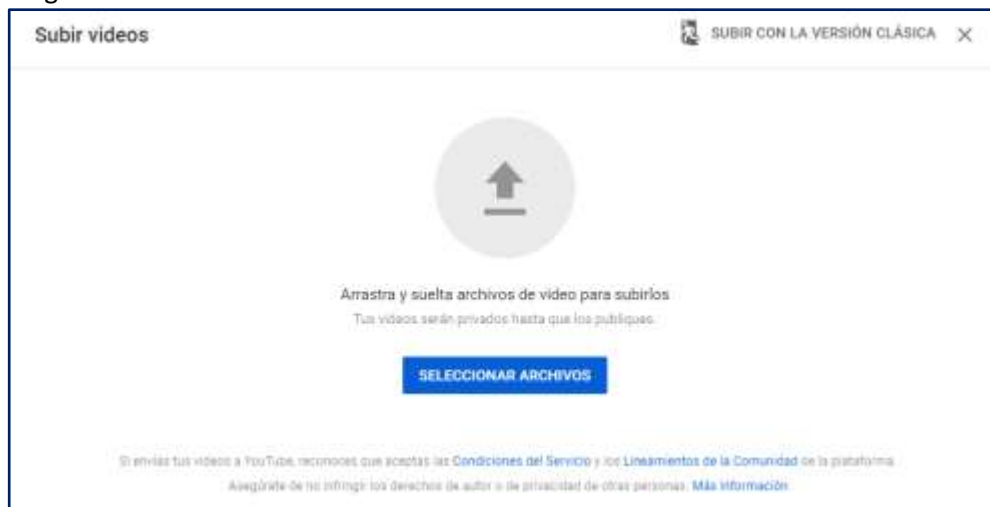 Subir videos
SUBIR CON LA VERSIÓN CLÁSICA
Arrastra y suelta archivos de video para subirlos
Tus videos serán privados hasta que los publiques.
SELECCIONAR ARCHIVOS
Si envías tus videos a YouTube, reconoces que aceptas las Condiciones del Servicio y los Lineamientos de la Comunidad de la plataforma.
Asegúrate de no infringir los derechos de autor o de privacidad de otras personas. Más información